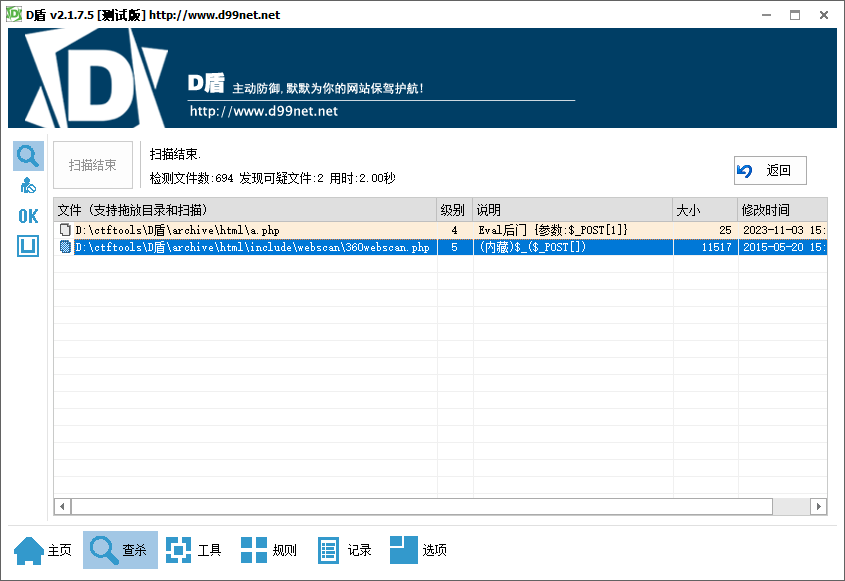 D盾 v2.1.7.5 [测试版] http://www.d99net.net
D盾 主动防御,默默为你的网站保驾护航!
http://www.d99net.net
扫描结束
扫描结束.
检测文件数:694 发现可疑文件:2 用时:2.00秒
返回
OK
文件 (支持拖放目录和扫描) 级别 说明 大小 修改时间
D:\ctftools\D盾\archive\html\a.php 4 Eval后门 {参数:$_POST[1]} 25 2023-11-03 15:
D:\ctftools\D盾\archive\html\include\webscan\360webscan.php 5 (内藏)$_($_POST[]) 11517 2015-05-20 15:
主页 查杀 工具 规则 记录 选项